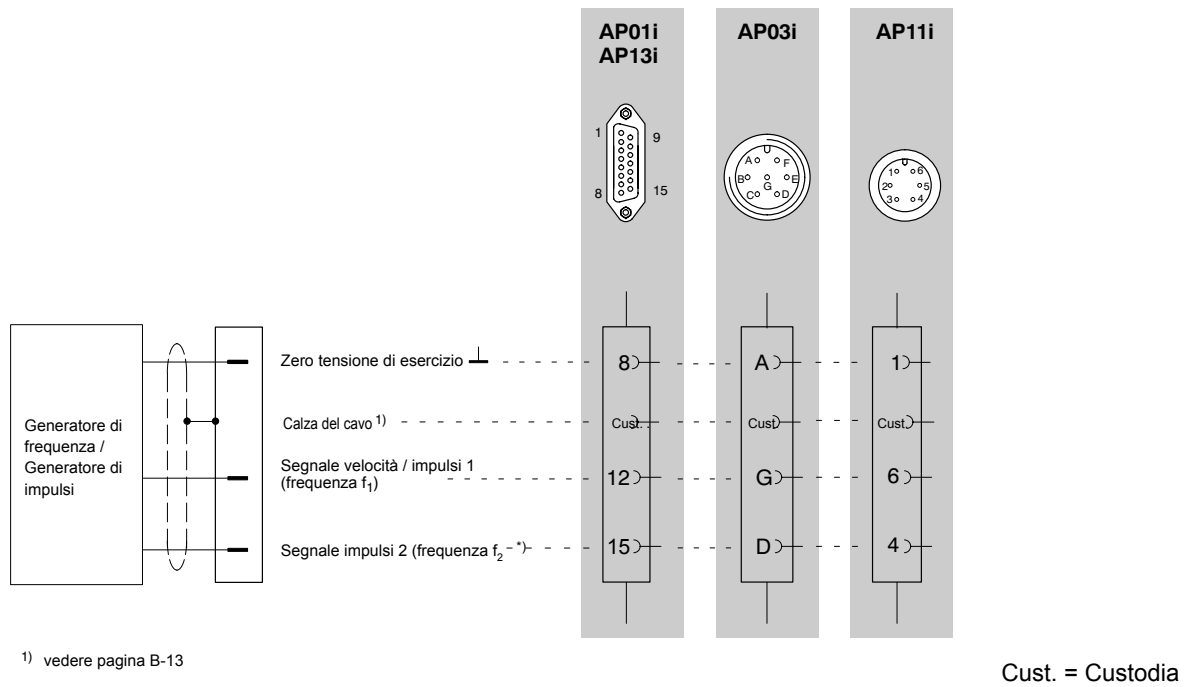 AP01i
AP13i
AP03i
AP11i
1
9
8
15
A
F
B
E
G
C
D
1
6
2
5
3
4
Generatore di
frequenza /
Generatore di
impulsi
Zero tensione di esercizio
8
A
1
Calza del cavo 1)
Cust.
Cust
Cust.
Segnale velocità / impulsi 1
(frequenza f1)
12
G
6
Segnale impulsi 2 (frequenza f2 *)
15
D
4
1) vedere pagina B-13
Cust. = Custodia